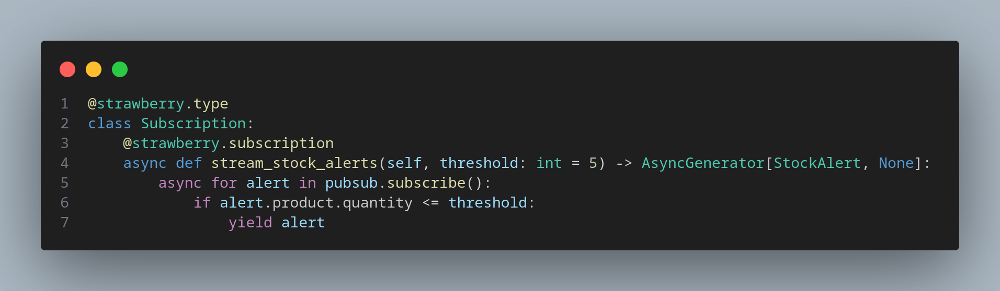 1 @strawberry.type
2 class Subscription:
3     @strawberry.subscription
4     async def stream_stock_alerts(self, threshold: int = 5) -> AsyncGenerator[StockAlert, None]:
5         async for alert in pubsub.subscribe():
6             if alert.product.quantity <= threshold:
7                 yield alert